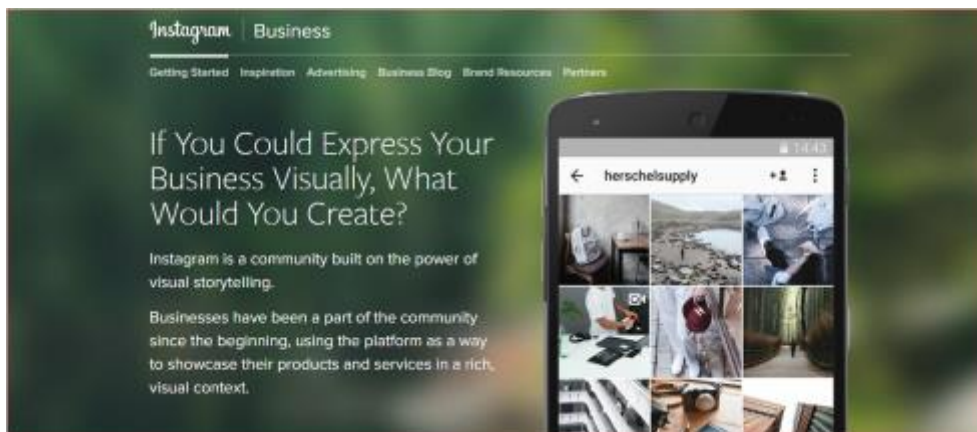 Instagram Business
Getting Started Inspiration Advertising Business Blog Brand Resources Partners
If You Could Express Your
Business Visually, What
Would You Create?
Instagram is a community built on the power of
visual storytelling.
Businesses have been a part of the community
since the beginning, using the platform as a way
to showcase their products and services in a rich,
visual context.
14:43
herschelsupply